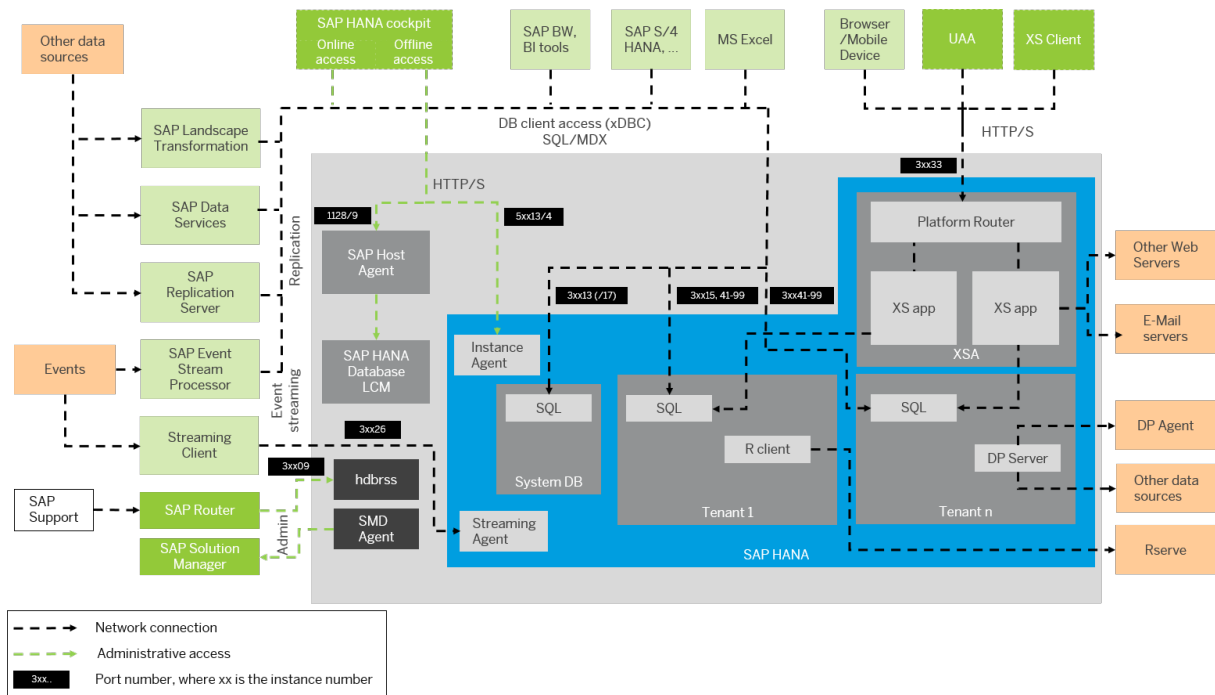 SAP HANA cockpit
Online
access
Offline
access
SAP BW,
BI tools
SAP S/4
HANA, ...
MS Excel
Browser
/Mobile
Device
UAA
XS Client
Other data
sources
DB client access (xDBC)
SQL/MDX
HTTP/S
SAP Landscape
Transformation
3xx33
HTTP/S
SAP Data
Services
1128/9
5xx13/4
Platform Router
Replication
SAP Host
Agent
Other Web
Servers
SAP
Replication
Server
3xx13 (/17)
3xx15, 41-99
3xx41-99
XS app
XS app
E-Mail
servers
Instance
Agent
XSA
Events
SAP Event
Stream
Processor
SAP HANA
Database
LCM
Event
streaming
SQL
SQL
SQL
DP Agent
Streaming
Client
3xx26
R client
DP Server
3xx09
hdbrss
System DB
Other data
sources
SAP
Support
SAP Router
Admin
SMD
Agent
Streaming
Agent
Tenant 1
Tenant n
SAP Solution
Manager
SAP HANA
Rserve
Network connection
Administrative access
3xx..
Port number, where xx is the instance number